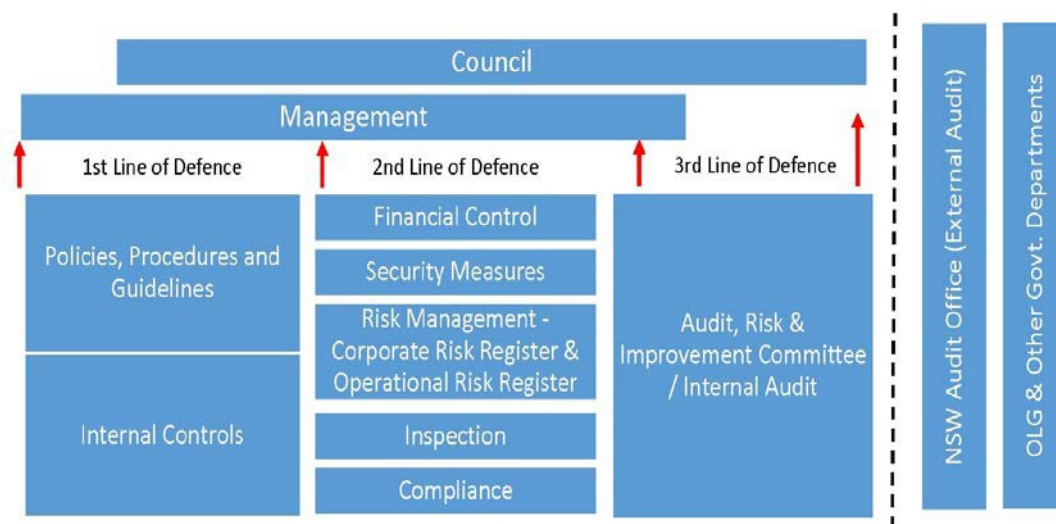 Council
Management
1st Line of Defence
2nd Line of Defence
3rd Line of Defence
Policies, Procedures and
Guidelines
Internal Controls
Financial Control
Security Measures
Risk Management -
Corporate Risk Register &
Operational Risk Register
Inspection
Compliance
Audit, Risk &
Improvement Committee
/ Internal Audit
NSW Audit Office (External Audit)
OLG & Other Govt. Departments